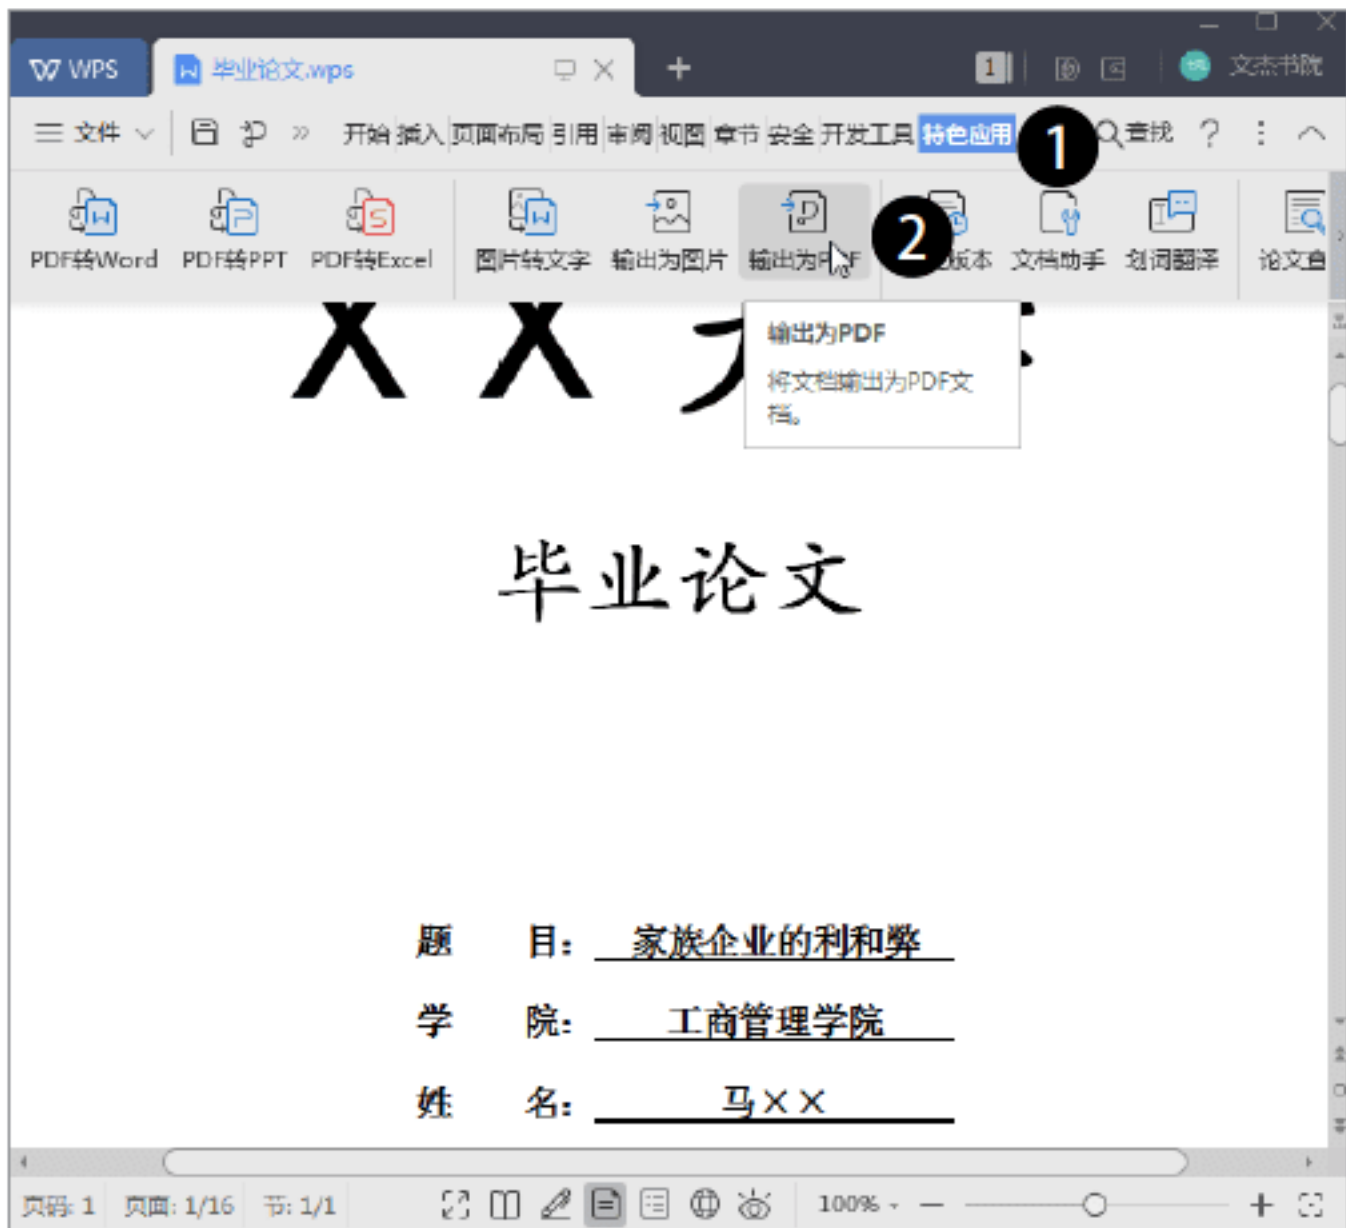 WPS 毕业论文.wps 1 文杰书院
文件 开始 插入 页面布局 引用 审阅 视图 章节 安全 开发工具 特色应用 1 查找 ?
PDF转Word PDF转PPT PDF转Excel 图片转文字 输出为图片 输出为PDF 2 版本 文档助手 划词翻译 论文查
X X
输出为PDF
将文档输出为PDF文
档。
毕业论文
题 目: 家族企业的利和弊
学 院: 工商管理学院
姓 名: 马××
页码: 1 页面: 1/16 节: 1/1 100%